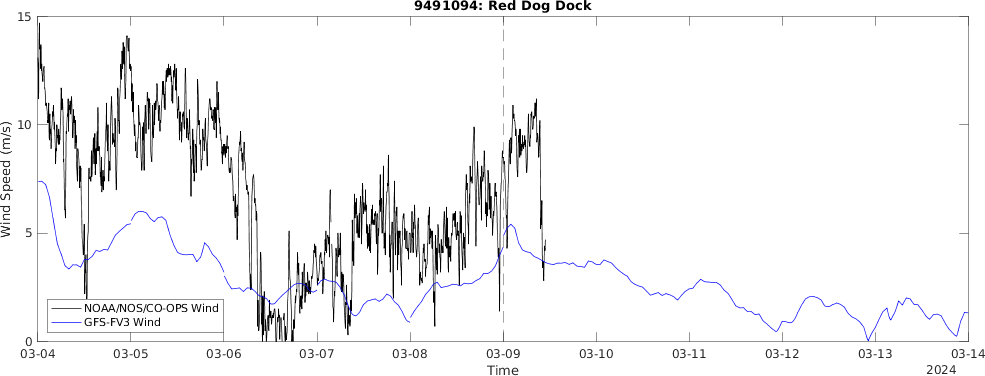 9491094: Red Dog Dock
15
10
5
0
Wind Speed (m/s)
NOAA/NOS/CO-OPS Wind
GFS-FV3 Wind
03-04 03-05 03-06 03-07 03-08 03-09 03-10 03-11 03-12 03-13 03-14
Time
2024